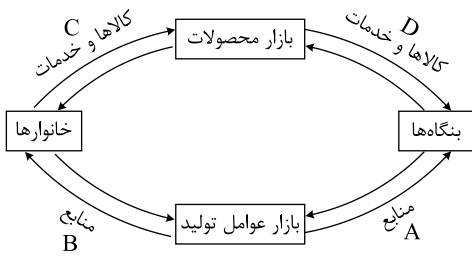 C
کالاها و خدمات
بازار محصولات
D
کالاها و خدمات
خانوارها
بنگاه‌ها
منابع
B
بازار عوامل تولید
منابع
A